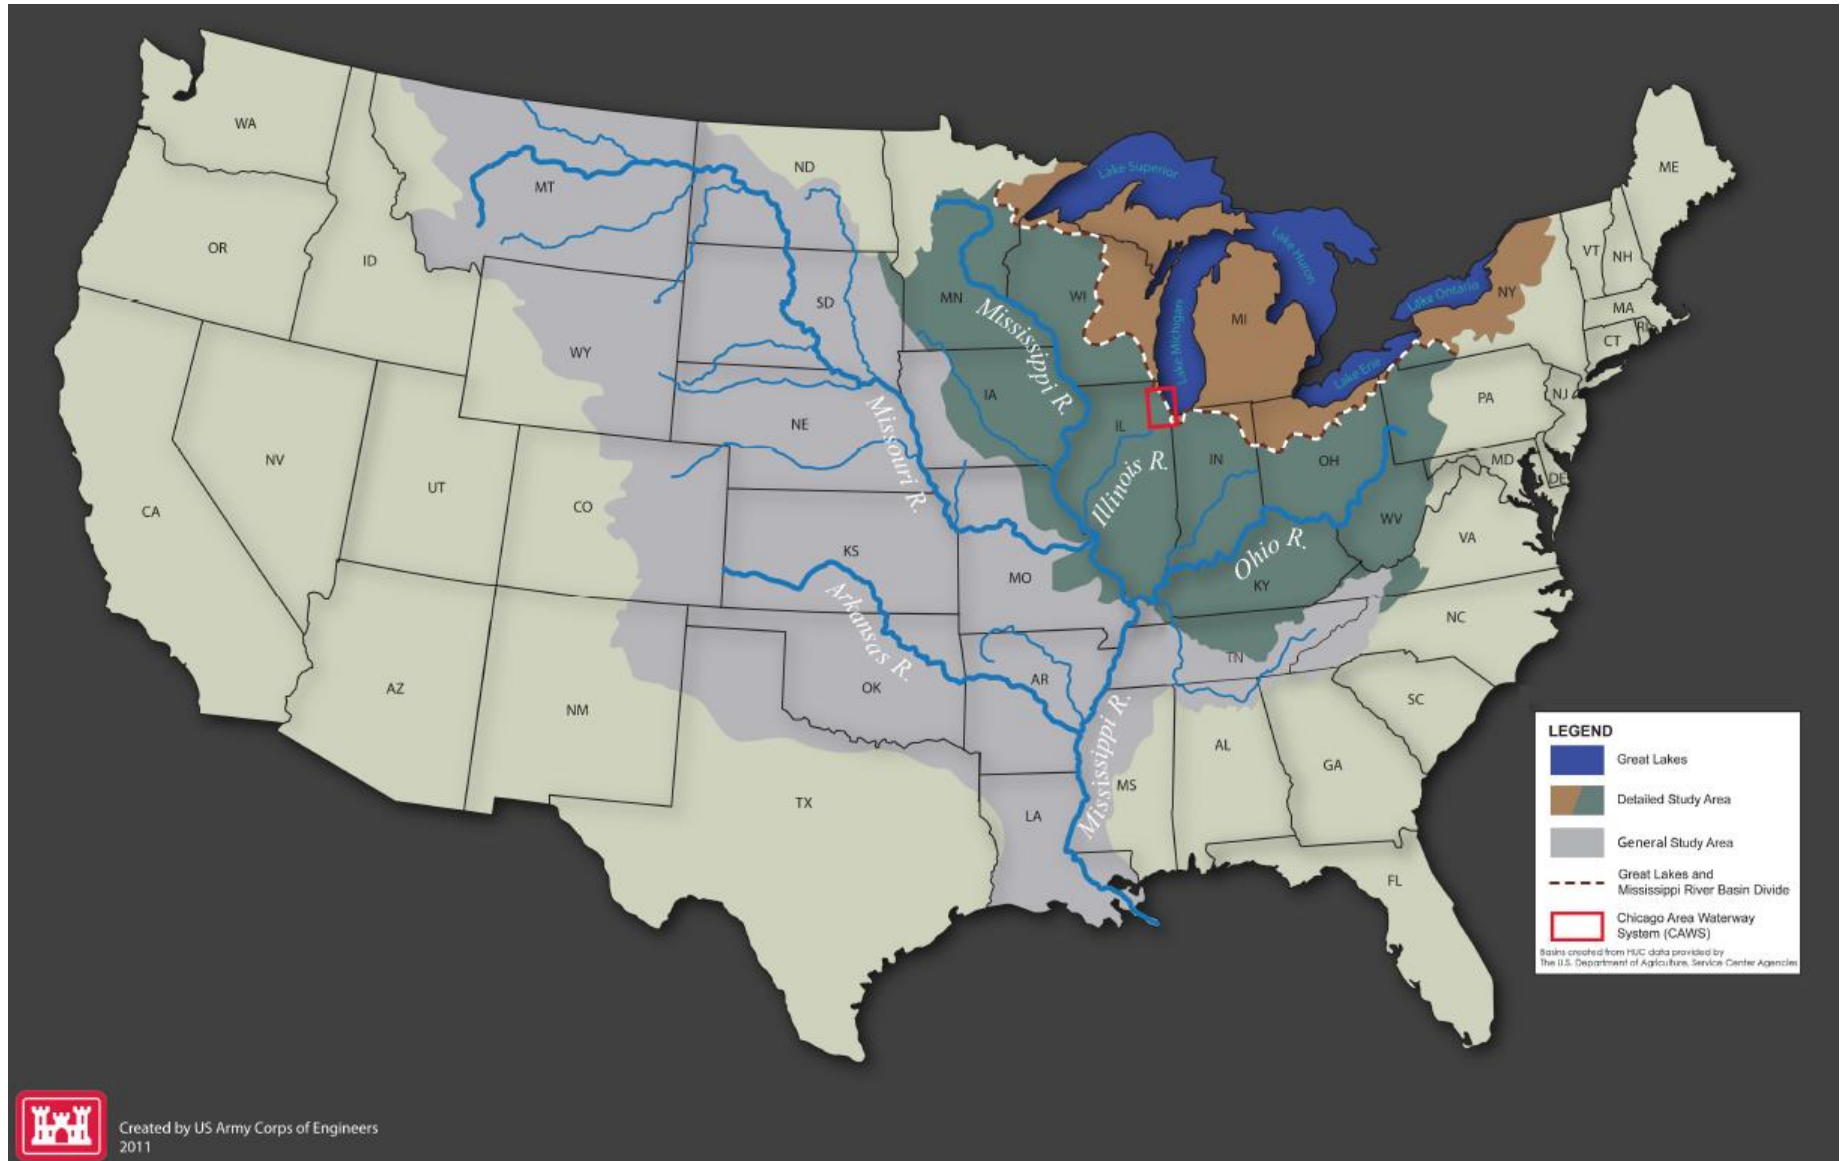 WA
OR
CA
NV
ID
MT
WY
UT
CO
AZ
NM
ND
SD
NE
KS
OK
TX
MN
IA
MO
AR
LA
WI
IL
MI
IN
OH
KY
TN
MS
AL
GA
FL
SC
NC
VA
WV
MD
DE
PA
NJ
NY
CT
RI
MA
VT
NH
ME
Lake Superior
Lake Michigan
Lake Huron
Lake Erie
Lake Ontario
Mississippi R.
Missouri R.
Illinois R.
Ohio R.
Arkansas R.
Mississippi R.
LEGEND
Great Lakes
Detailed Study Area
General Study Area
Great Lakes and
Mississippi River Basin Divide
Chicago Area Waterway
System (CAWS)
Basins created from HUC data provided by
The U.S. Department of Agriculture, Service Center Agencies
Created by US Army Corps of Engineers
2011